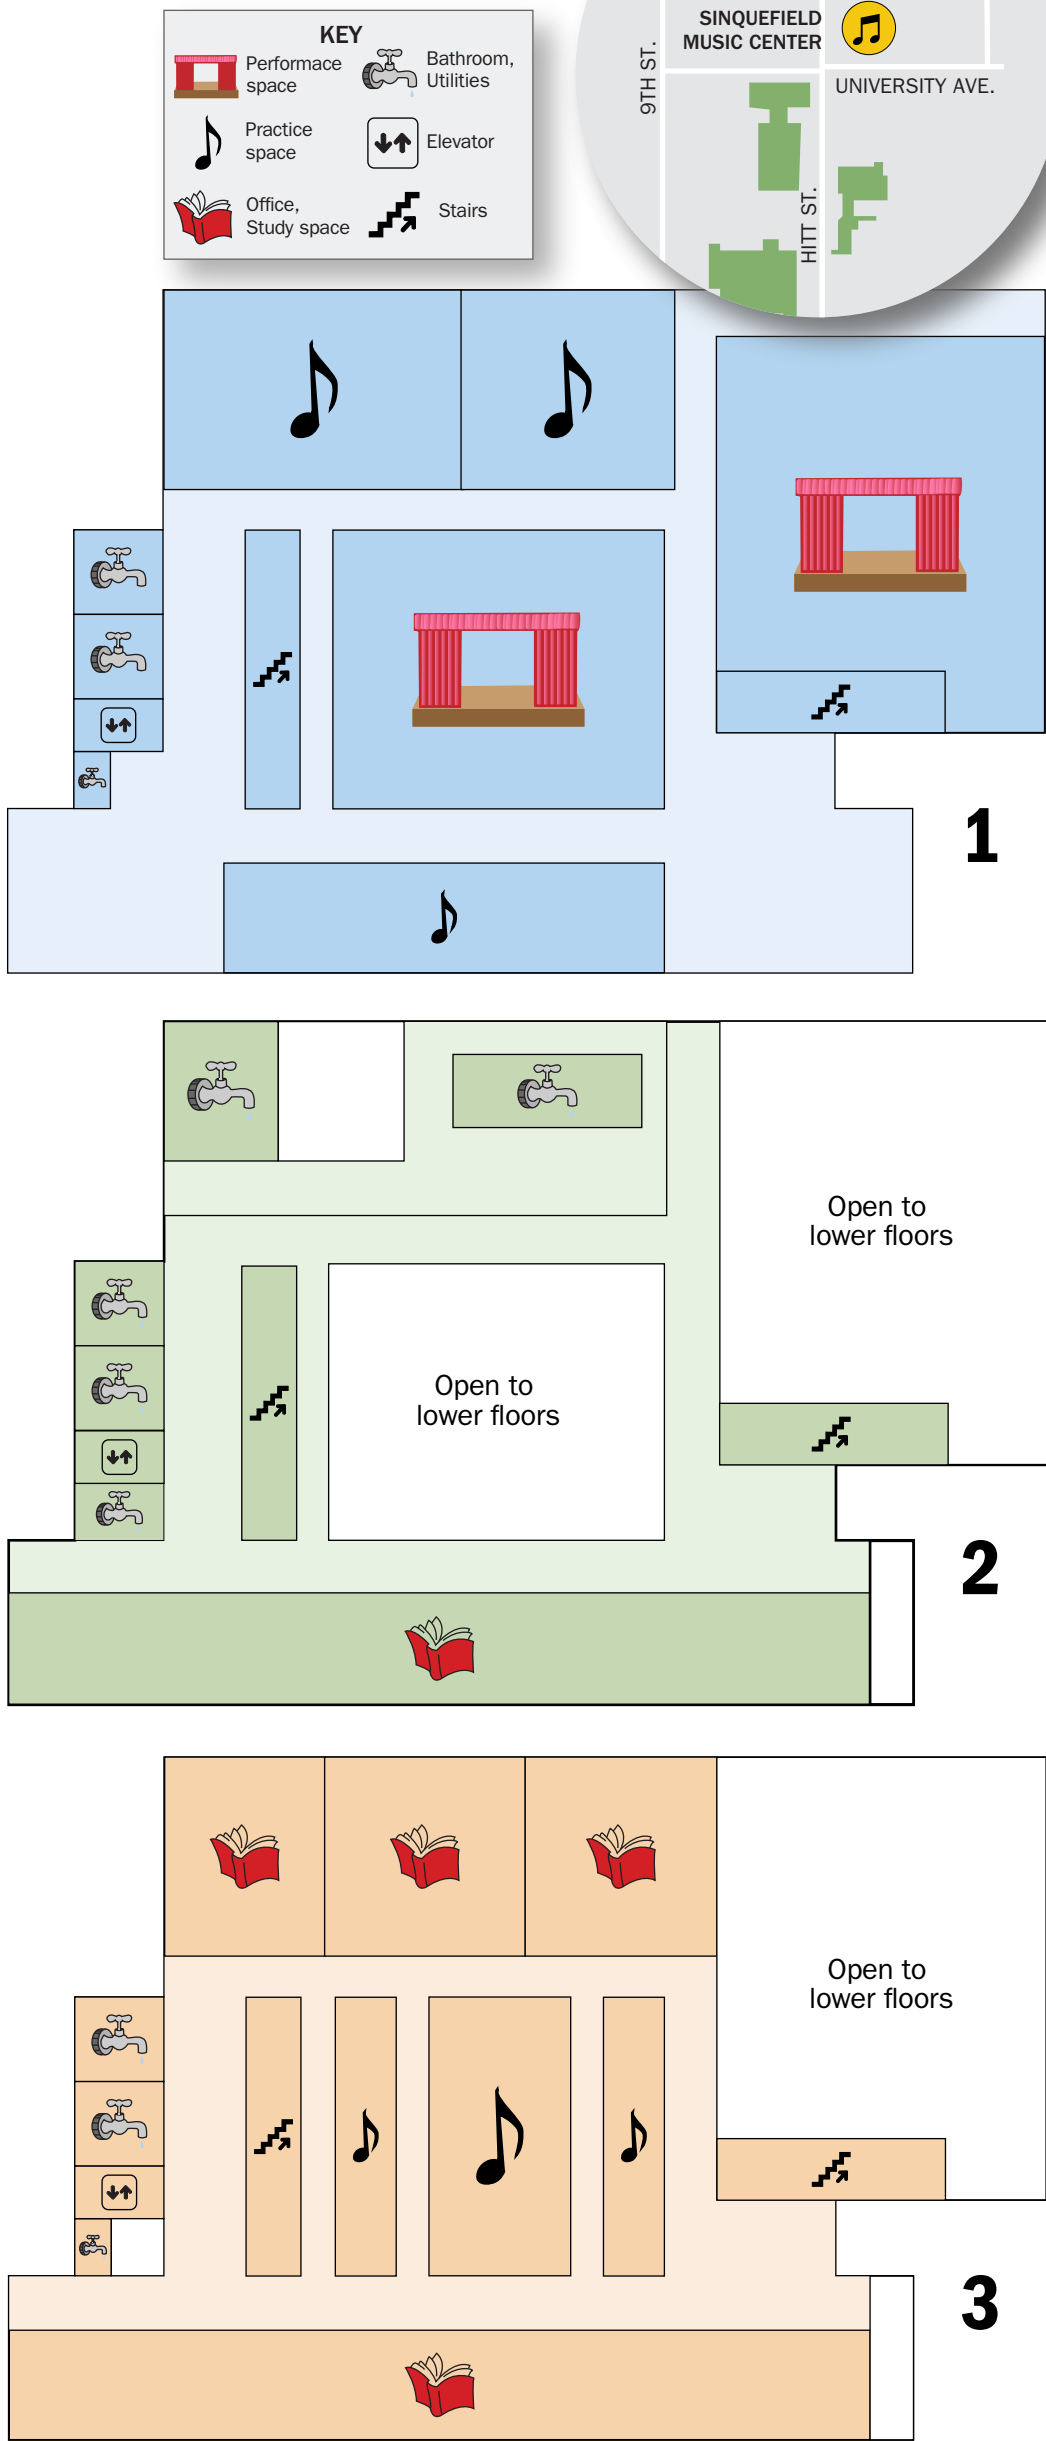 KEY
Performace
space
Bathroom,
Utilities
Practice
space
Elevator
Office,
Study space
Stairs
SINQUEFIELD
MUSIC CENTER
9TH ST.
UNIVERSITY AVE.
HITT ST.
1
Open to
lower floors
Open to
lower floors
2
Open to
lower floors
3